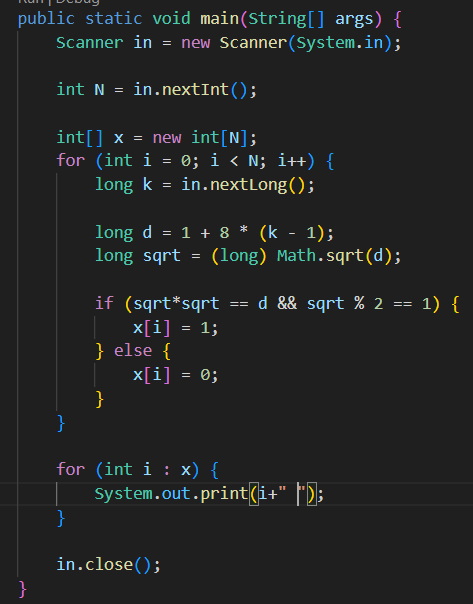 Run | Debug
public static void main(String[] args) {
    Scanner in = new Scanner(System.in);

    int N = in.nextInt();

    int[] x = new int[N];
    for (int i = 0; i < N; i++) {
        long k = in.nextLong();

        long d = 1 + 8 * (k - 1);
        long sqrt = (long) Math.sqrt(d);

        if (sqrt*sqrt == d && sqrt % 2 == 1) {
            x[i] = 1;
        } else {
            x[i] = 0;
        }
    }

    for (int i : x) {
        System.out.print(i+" ");
    }

    in.close();
}